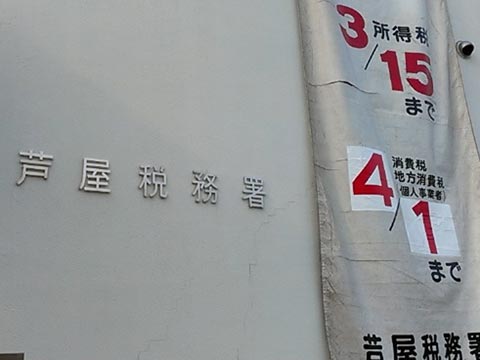 芦屋税務署
所得税
3/15
まで
消費税
地方消費税
(個人事業者)
4/1
まで
芦屋税務署